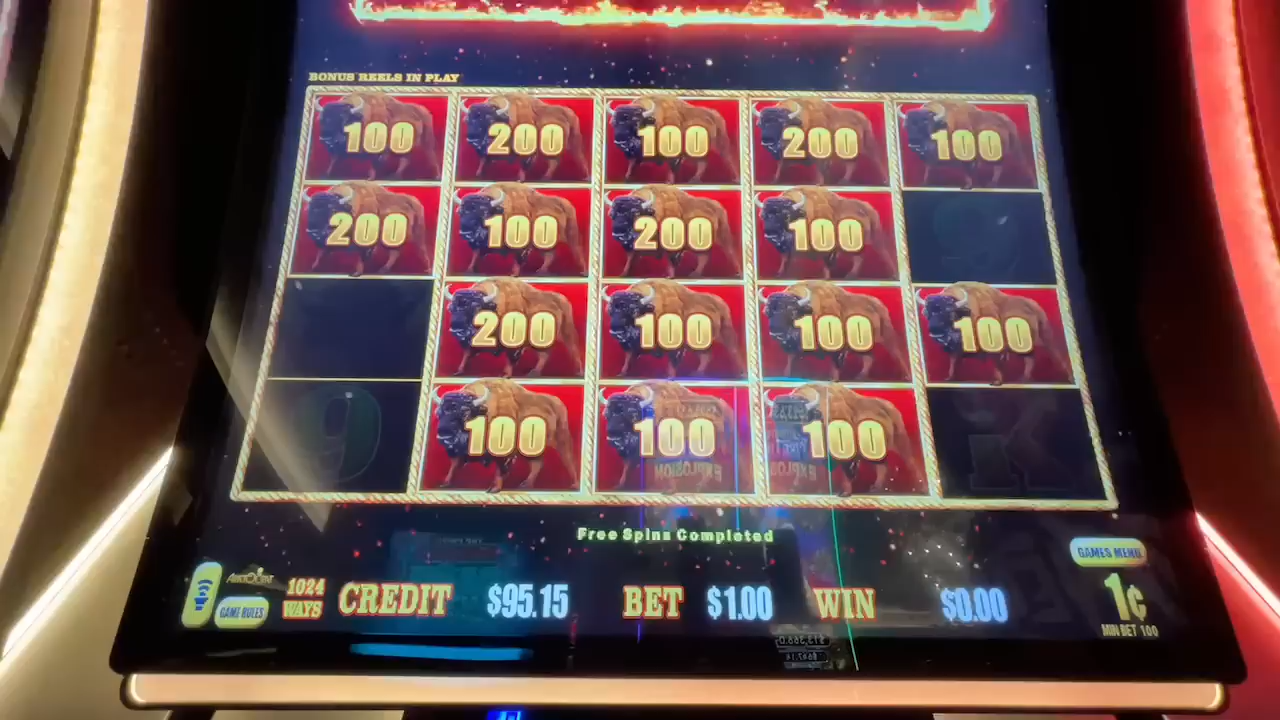 BONUS REELS IN PLAY
100 200 100 200 100
200 100 200 100
200 100 100 100
9 100 100 100 K
Free Spins Completed
GAMES MENU
ARISTOCRAT
GAME RULES
1024 WAYS
CREDIT $95.15 BET $1.00 WIN $0.00
1¢
MIN BET 100